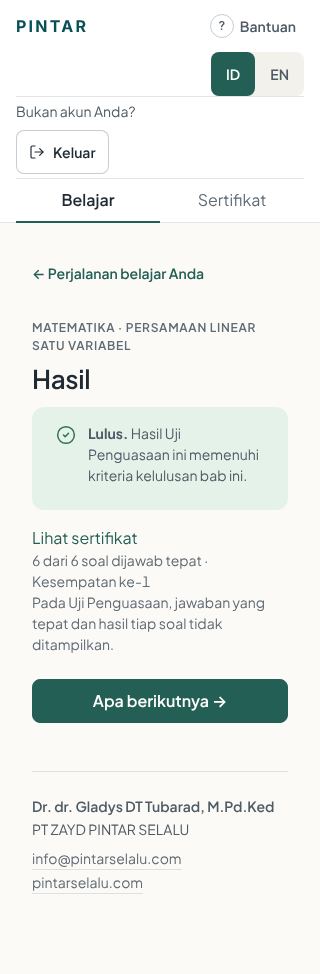 PINTAR
? Bantuan
ID EN
Bukan akun Anda?
Keluar
Belajar Sertifikat
← Perjalanan belajar Anda
MATEMATIKA · PERSAMAAN LINEAR
SATU VARIABEL
Hasil
Lulus. Hasil Uji
Penguasaan ini memenuhi
kriteria kelulusan bab ini.
Lihat sertifikat
6 dari 6 soal dijawab tepat ·
Kesempatan ke-1
Pada Uji Penguasaan, jawaban yang
tepat dan hasil tiap soal tidak
ditampilkan.
Apa berikutnya →
Dr. dr. Gladys DT Tubarad, M.Pd.Ked
PT ZAYD PINTAR SELALU
info@pintarselalu.com
pintarselalu.com